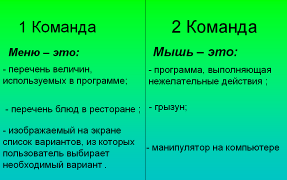 1 Команда
Меню – это:
- перечень величин,
используемых в программе;
- перечень блюд в ресторане ;
- изображаемый на экране
список вариантов, из которых
пользователь выбирает
необходимый вариант .
2 Команда
Мышь – это:
- программа, выполняющая
нежелательные действия ;
- грызун;
- манипулятор на компьютере